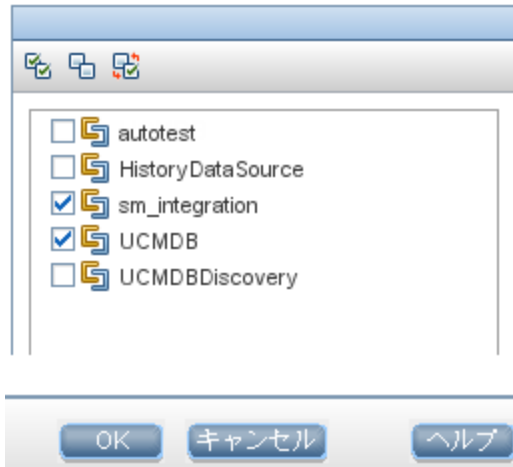 autotest
HistoryDataSource
sm_integration
UCMDB
UCMDBDiscovery
OK キャンセル ヘルプ